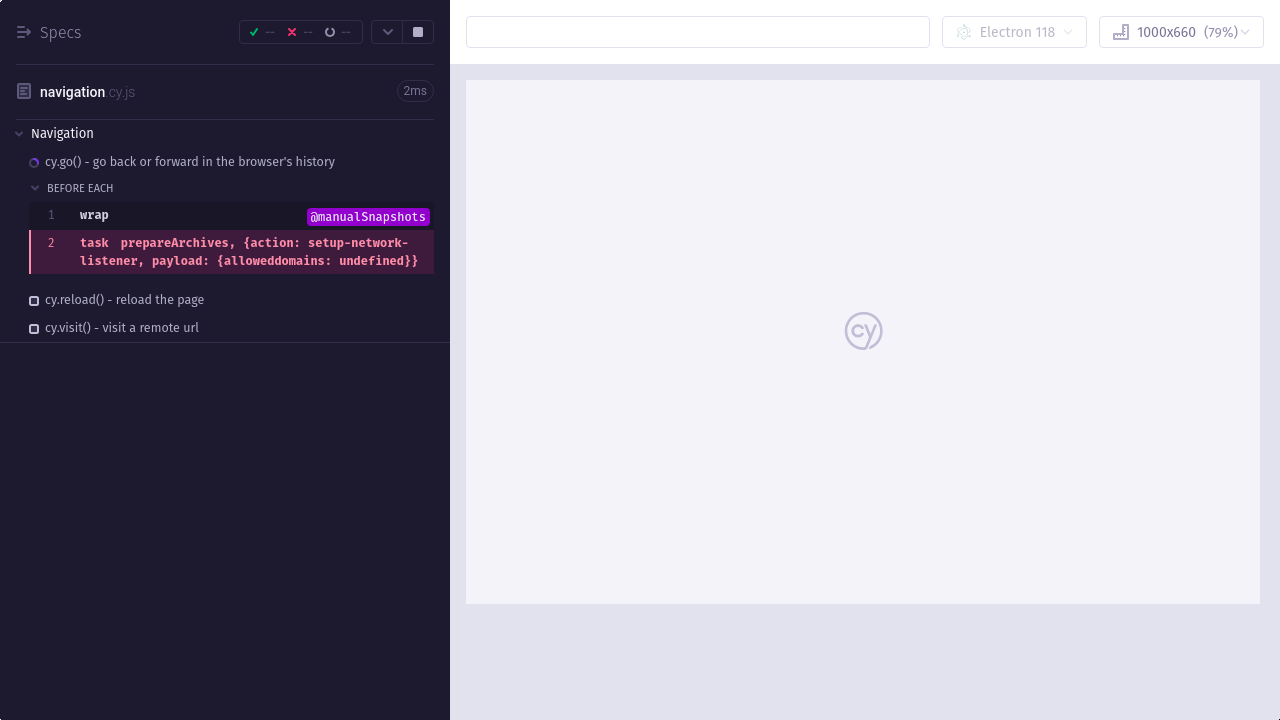 Specs
--
--
--
Electron 118
1000x660 (79%)
navigation.cy.js
2ms
Navigation
cy.go() - go back or forward in the browser's history
BEFORE EACH
1 wrap @manualSnapshots
2 task prepareArchives, {action: setup-network-
listener, payload: {alloweddomains: undefined}}
cy.reload() - reload the page
cy.visit() - visit a remote url
cy